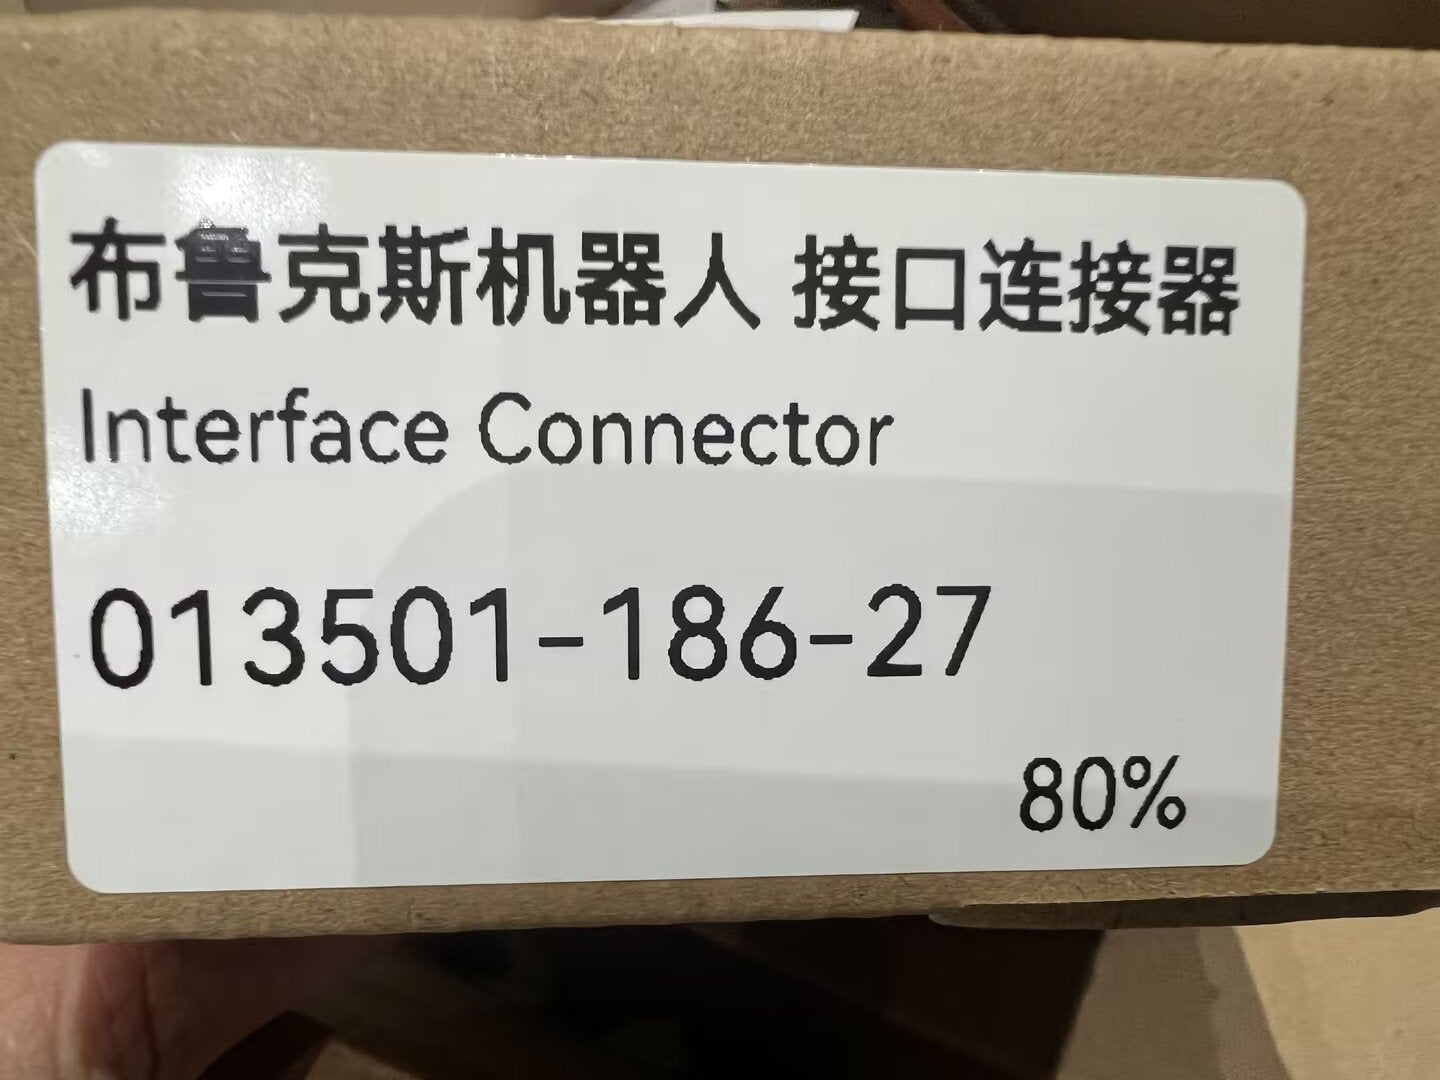 布鲁克斯机器人 接口连接器
Interface Connector
013501-186-27
80%